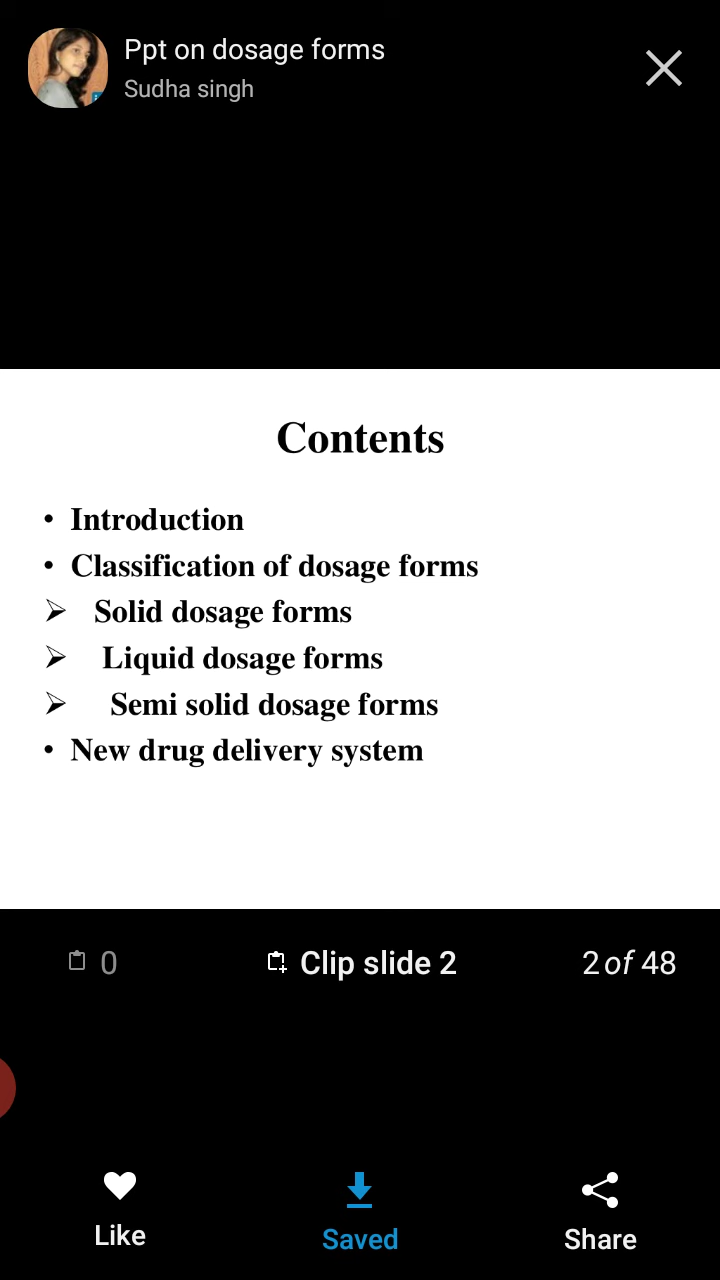 Ppt on dosage forms
Sudha singh
Contents
• Introduction
• Classification of dosage forms
➢ Solid dosage forms
➢ Liquid dosage forms
➢ Semi solid dosage forms
• New drug delivery system
0
Clip slide 2
2 of 48
Like
Saved
Share